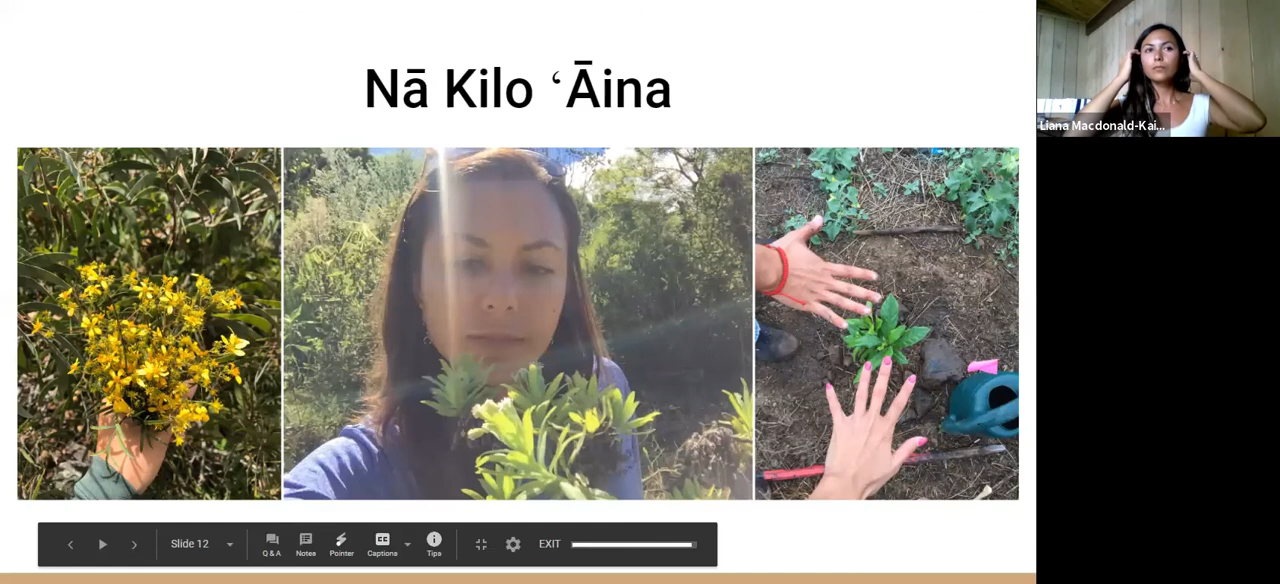 Nā Kilo ʻĀina
Liana Macdonald-Kai...
Slide 12
Q & A
Notes
Pointer
Captions
Tips
EXIT